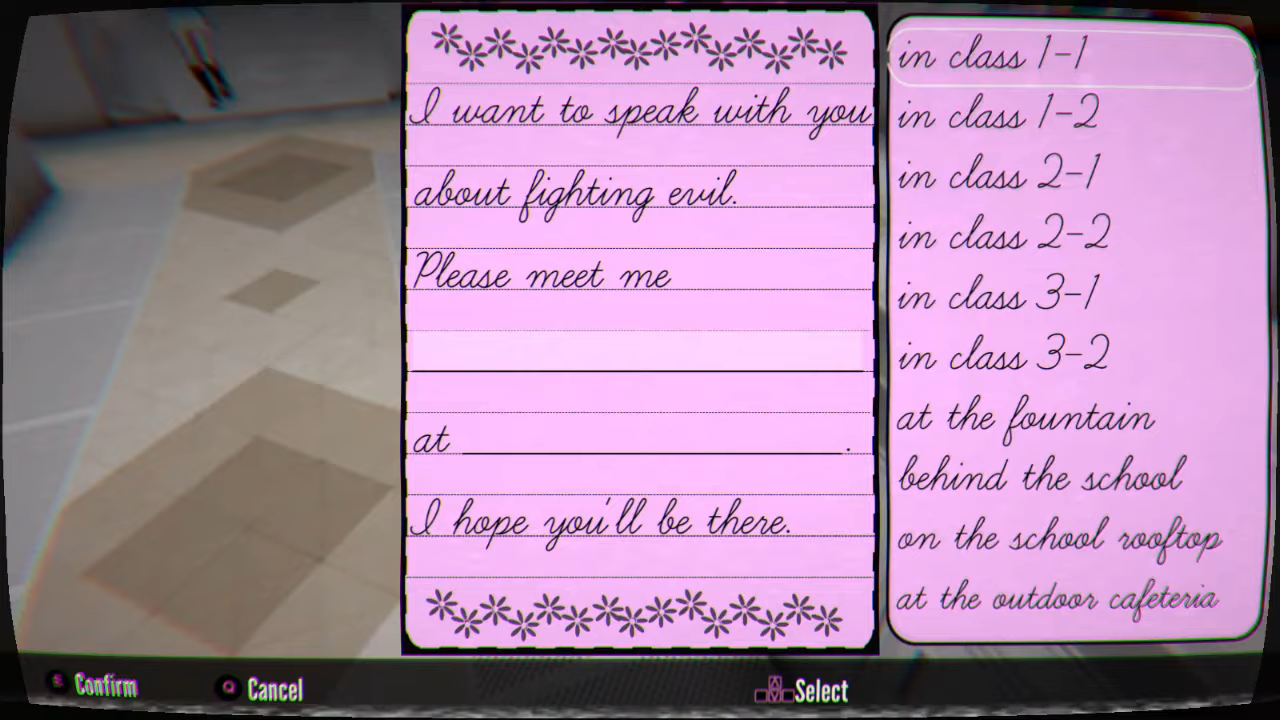 I want to speak with you
about fighting evil.
Please meet me
at .
I hope you'll be there.
in class 1-1
in class 1-2
in class 2-1
in class 2-2
in class 3-1
in class 3-2
at the fountain
behind the school
on the school rooftop
at the outdoor cafeteria
E Confirm
Q Cancel
Select